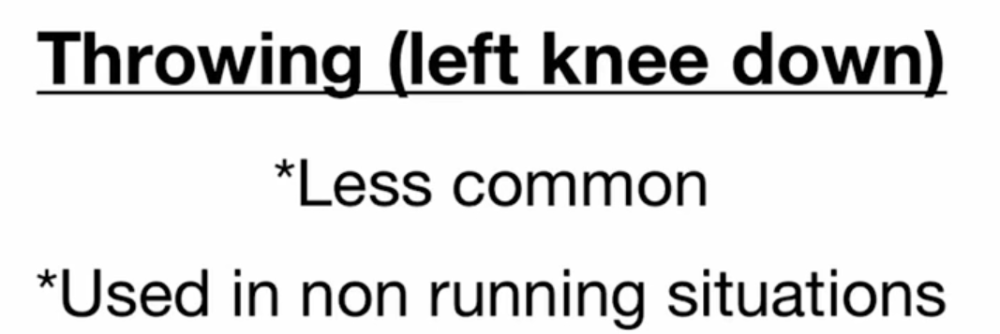 Throwing (left knee down)
*Less common
*Used in non running situations